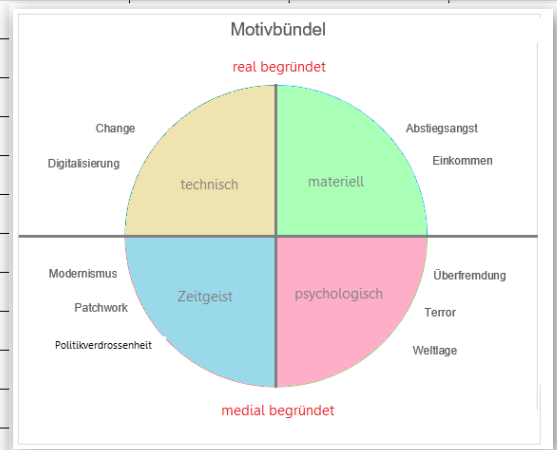 Motivbündel
real begründet
Change
Abstiegsangst
Digitalisierung
Einkommen
technisch
materiell
Modernismus
Überfremdung
Zeitgeist
psychologisch
Patchwork
Terror
Politikverdrossenheit
Weltlage
medial begründet